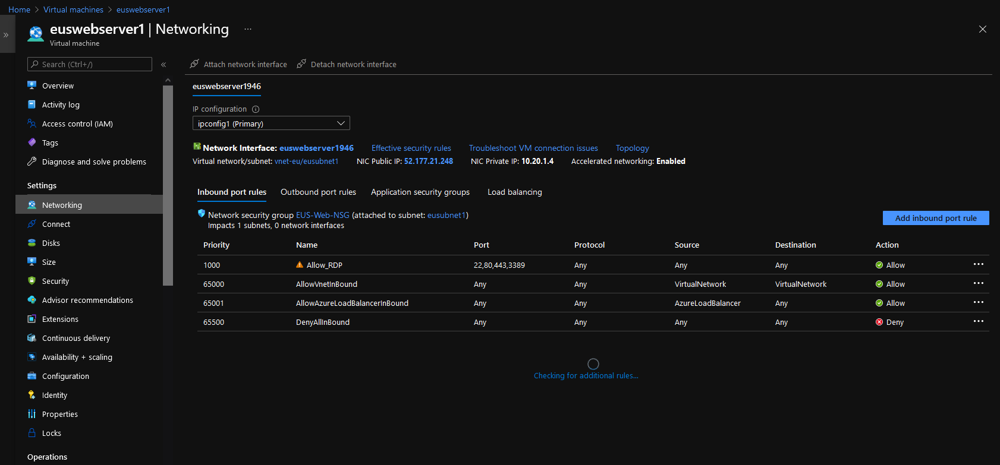 Home > Virtual machines > euswebserver1
euswebserver1 | Networking ...
Virtual machine
Search (Ctrl+/)
Overview
Activity log
Access control (IAM)
Tags
Diagnose and solve problems
Settings
Networking
Connect
Disks
Size
Security
Advisor recommendations
Extensions
Continuous delivery
Availability + scaling
Configuration
Identity
Properties
Locks
Operations
Attach network interface Detach network interface
euswebserver1946
IP configuration
ipconfig1 (Primary)
Network Interface: euswebserver1946 Effective security rules Troubleshoot VM connection issues Topology
Virtual network/subnet: vnet-eu/eusubnet1 NIC Public IP: 52.177.21.248 NIC Private IP: 10.20.1.4 Accelerated networking: Enabled
Inbound port rules Outbound port rules Application security groups Load balancing
Network security group EUS-Web-NSG (attached to subnet: eusubnet1)
Impacts 1 subnets, 0 network interfaces
Add inbound port rule
Priority Name Port Protocol Source Destination Action
1000 Allow_RDP 22,80,443,3389 Any Any Any Allow
65000 AllowVnetInBound Any Any VirtualNetwork VirtualNetwork Allow
65001 AllowAzureLoadBalancerInBound Any Any AzureLoadBalancer Any Allow
65500 DenyAllInBound Any Any Any Any Deny
Checking for additional rules...